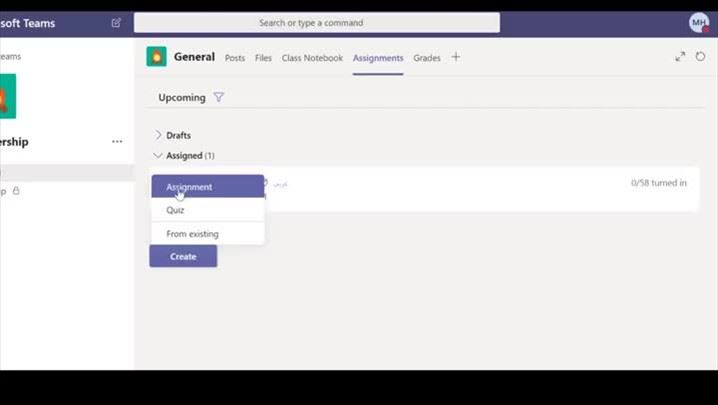 soft Teams
Search or type a command
MH
eams
General
Posts
Files
Class Notebook
Assignments
Grades
Upcoming
ership
Drafts
Assigned (1)
Assignment
عربي
0/58 turned in
Quiz
From existing
Create